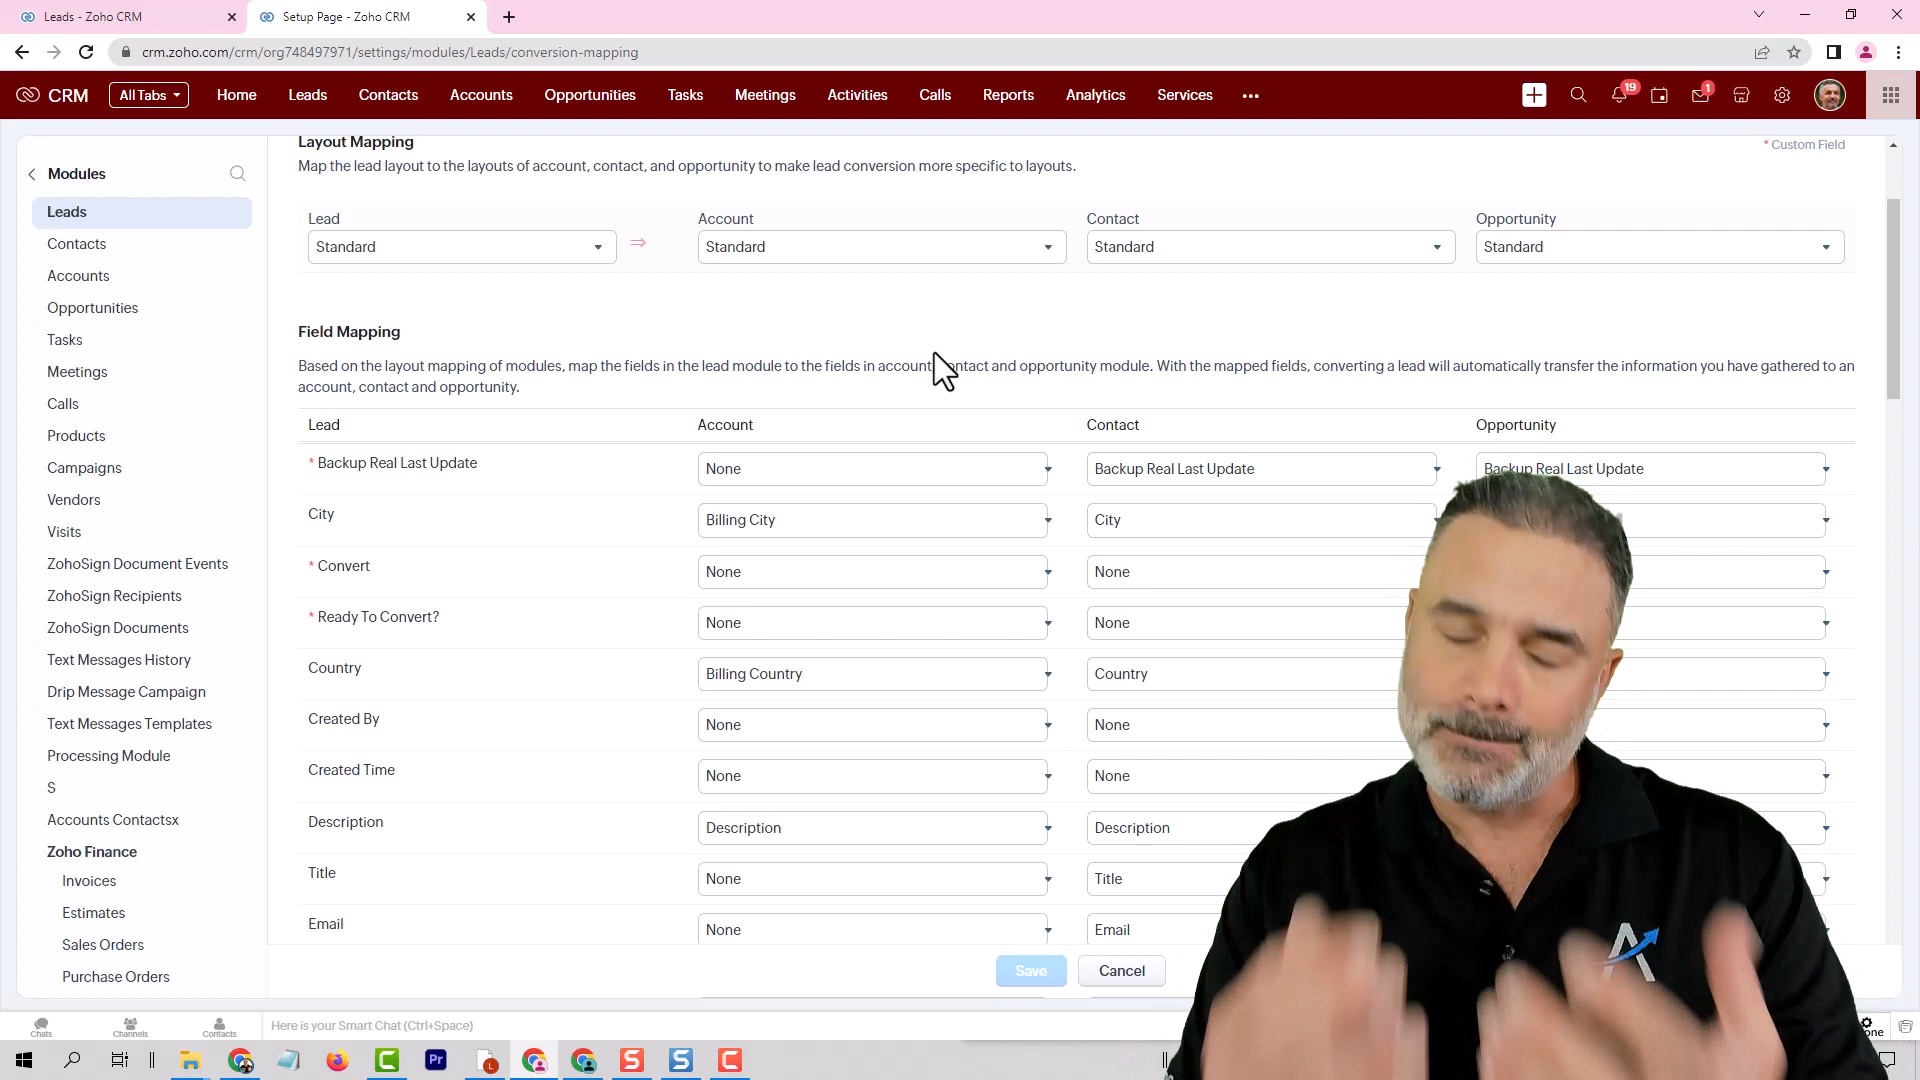 Leads - Zoho CRM
Setup Page - Zoho CRM
crm.zoho.com/crm/org748497971/settings/modules/Leads/conversion-mapping
CRM All Tabs Home Leads Contacts Accounts Opportunities Tasks Meetings Activities Calls Reports Analytics Services 19 1
Modules
Leads
Contacts
Accounts
Opportunities
Tasks
Meetings
Calls
Products
Campaigns
Vendors
Visits
ZohoSign Document Events
ZohoSign Recipients
ZohoSign Documents
Text Messages History
Drip Message Campaign
Text Messages Templates
Processing Module
S
Accounts Contactsx
Zoho Finance
Invoices
Estimates
Sales Orders
Purchase Orders
Layout Mapping
* Custom Field
Map the lead layout to the layouts of account, contact, and opportunity to make lead conversion more specific to layouts.
Lead Account Contact Opportunity
Standard Standard Standard Standard
Field Mapping
Based on the layout mapping of modules, map the fields in the lead module to the fields in account, contact and opportunity module. With the mapped fields, converting a lead will automatically transfer the information you have gathered to an
account, contact and opportunity.
Lead Account Contact Opportunity
* Backup Real Last Update None Backup Real Last Update Backup Real Last Update
City Billing City City
* Convert None None
* Ready To Convert? None None
Country Billing Country Country
Created By None None
Created Time None None
Description Description Description
Title None Title
Email None Email
Save Cancel
Chats Channels Contacts Here is your Smart Chat (Ctrl+Space)
Pr L S S C